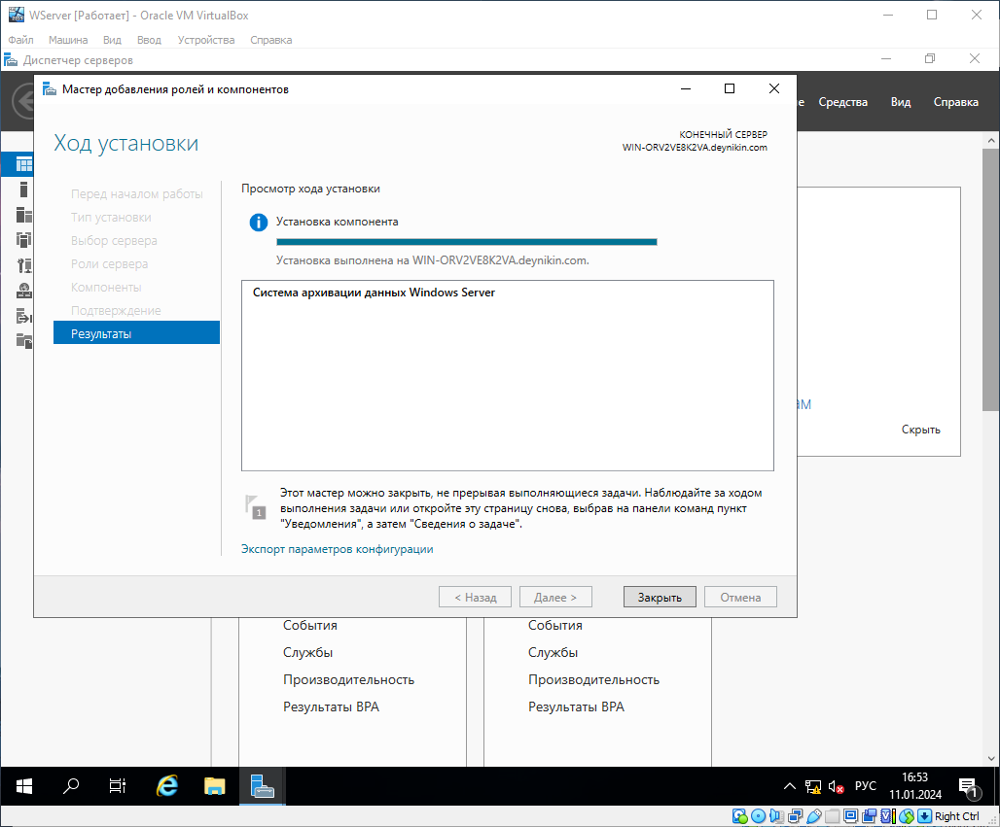 WServer [Работает] - Oracle VM VirtualBox
Файл Машина Вид Ввод Устройства Справка
Диспетчер серверов
Мастер добавления ролей и компонентов
Средства Вид Справка
Ход установки
КОНЕЧНЫЙ СЕРВЕР
WIN-ORV2VE8K2VA.deynikin.com
Перед началом работы
Тип установки
Выбор сервера
Роли сервера
Компоненты
Подтверждение
Результаты
Просмотр хода установки
Установка компонента
Установка выполнена на WIN-ORV2VE8K2VA.deynikin.com.
Система архивации данных Windows Server
Скрыть
1
Этот мастер можно закрыть, не прерывая выполняющиеся задачи. Наблюдайте за ходом
выполнения задачи или откройте эту страницу снова, выбрав на панели команд пункт
"Уведомления", а затем "Сведения о задаче".
Экспорт параметров конфигурации
< Назад Далее > Закрыть Отмена
События События
Службы Службы
Производительность Производительность
Результаты BPA Результаты BPA
РУС 16:53
11.01.2024
1
Right Ctrl